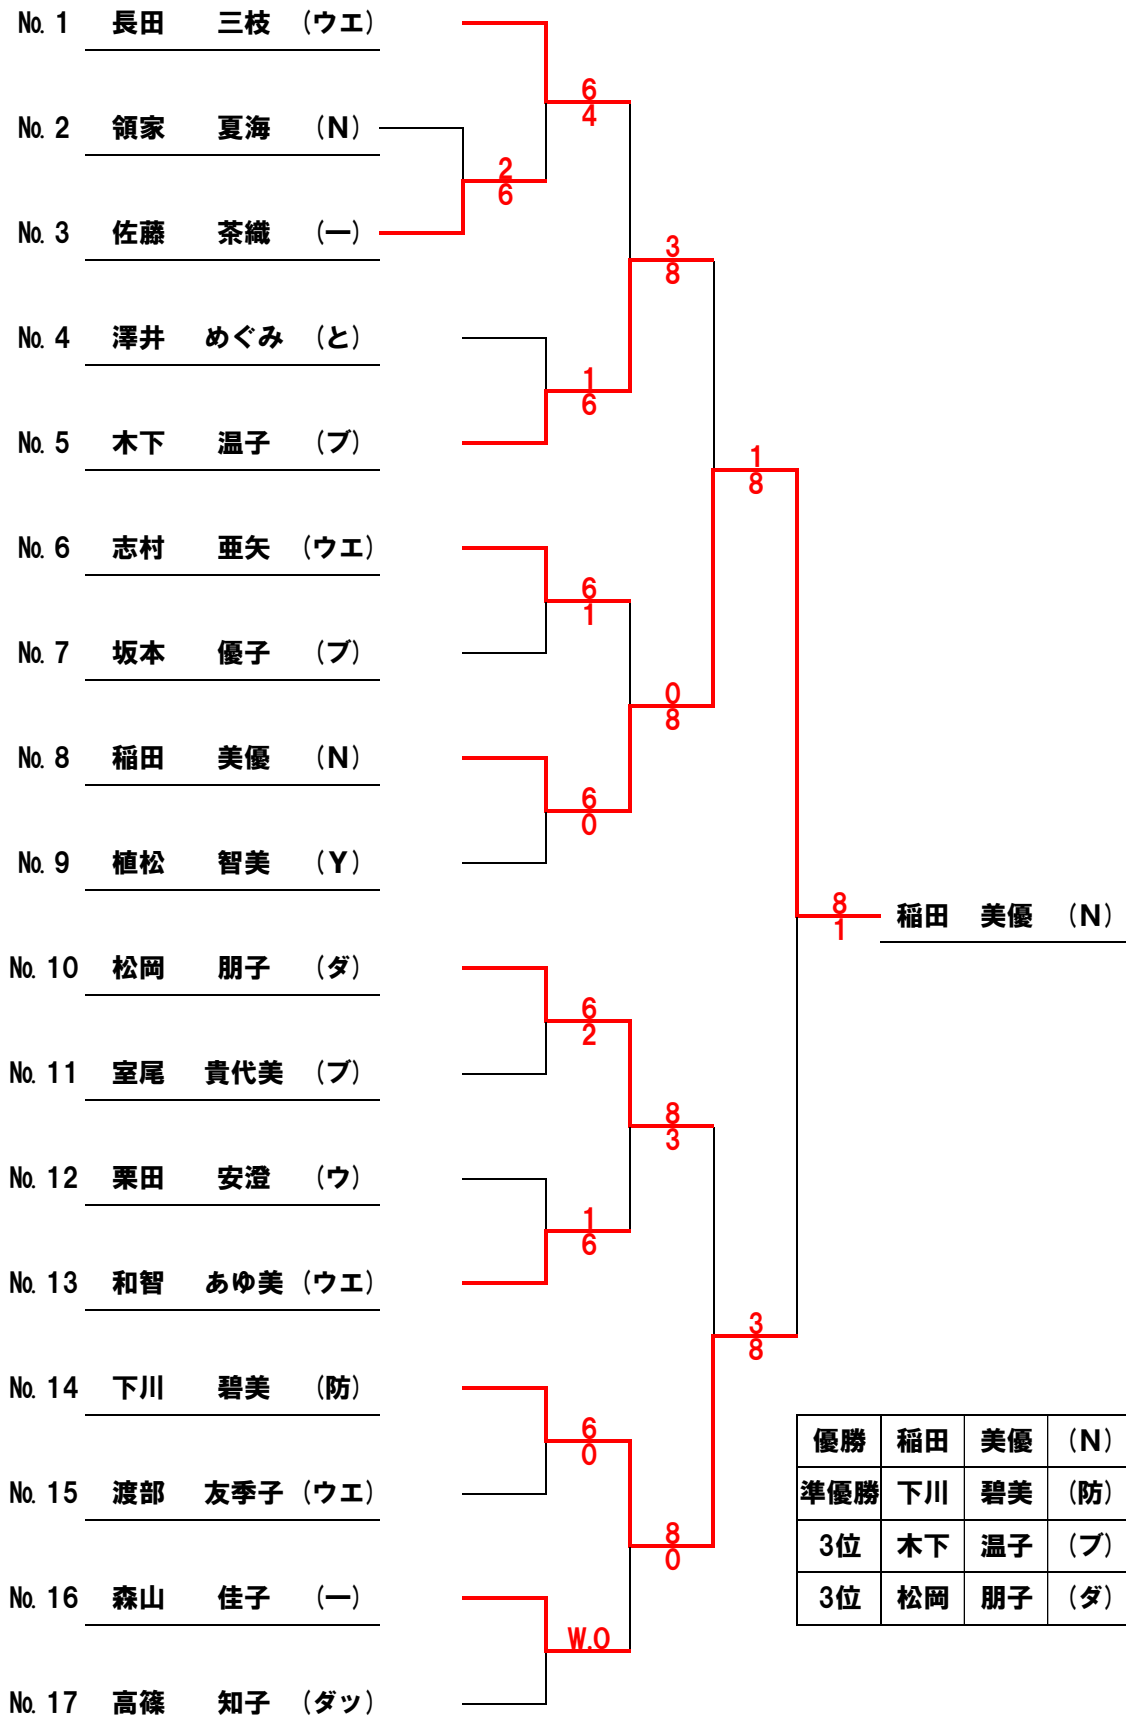 № 1 長田 三枝 (ウエ)
6
4
№ 2 領家 夏海 (N)
2
6
№ 3 佐藤 茶織 (一)
3
8
№ 4 澤井 めぐみ (と)
1
6
№ 5 木下 温子 (ブ)
1
8
№ 6 志村 亜矢 (ウエ)
6
1
№ 7 坂本 優子 (ブ)
0
8
№ 8 稲田 美優 (N)
6
0
№ 9 植松 智美 (Y)
8
1
稲田 美優 (N)
№ 10 松岡 朋子 (ダ)
6
2
№ 11 室尾 貴代美 (ブ)
8
3
№ 12 栗田 安澄 (ウ)
1
6
№ 13 和智 あゆ美 (ウエ)
3
8
№ 14 下川 碧美 (防)
6
0
№ 15 渡部 友季子 (ウエ)
8
0
№ 16 森山 佳子 (一)
W.O
№ 17 高篠 知子 (ダッ)
優勝 稲田 美優 (N)
準優勝 下川 碧美 (防)
3位 木下 温子 (ブ)
3位 松岡 朋子 (ダ)